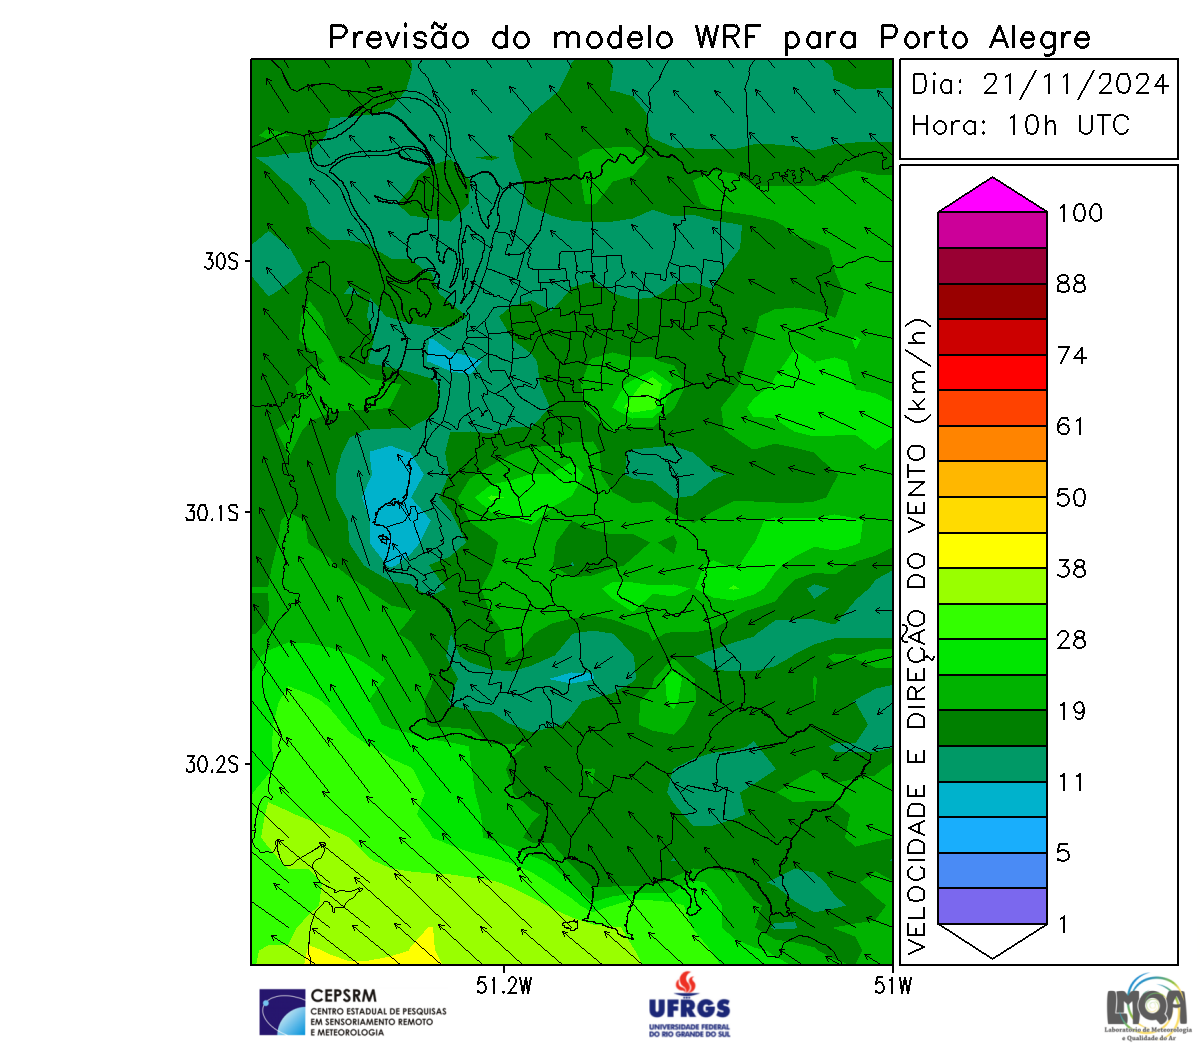 Previsão do modelo WRF para Porto Alegre
Dia: 21/11/2024
Hora: 10h UTC
30S
30.1S
30.2S
51.2W
51W
VELOCIDADE E DIREÇÃO DO VENTO (km/h)
100
88
74
61
50
38
28
19
11
5
1
CEPSRM
CENTRO ESTADUAL DE PESQUISAS
EM SENSORIAMENTO REMOTO
E METEOROLOGIA
UFRGS
UNIVERSIDADE FEDERAL
DO RIO GRANDE DO SUL
LMQA
Laboratório de Meteorologia
e Qualidade do Ar